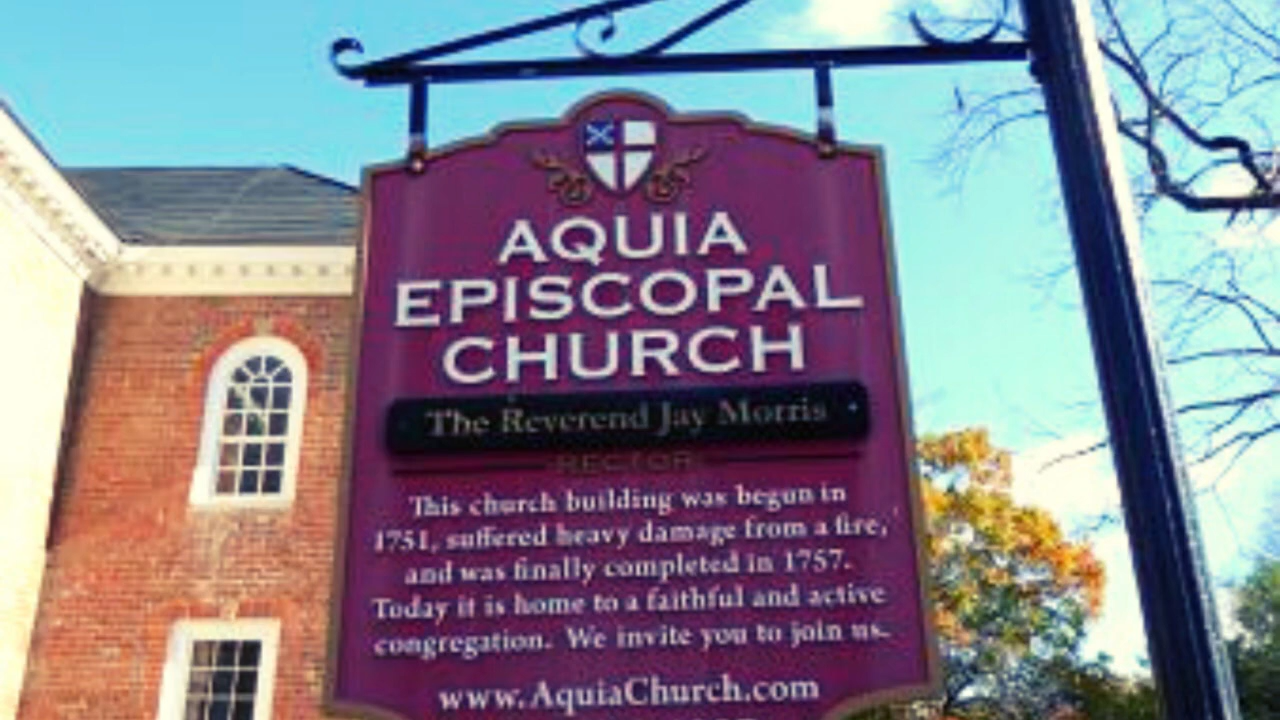 AQUIA
EPISCOPAL
CHURCH
The Reverend Jay Morris
RECTOR
This church building was begun in
1751, suffered heavy damage from a fire,
and was finally completed in 1757.
Today it is home to a faithful and active
congregation. We invite you to join us.
www.AquiaChurch.com